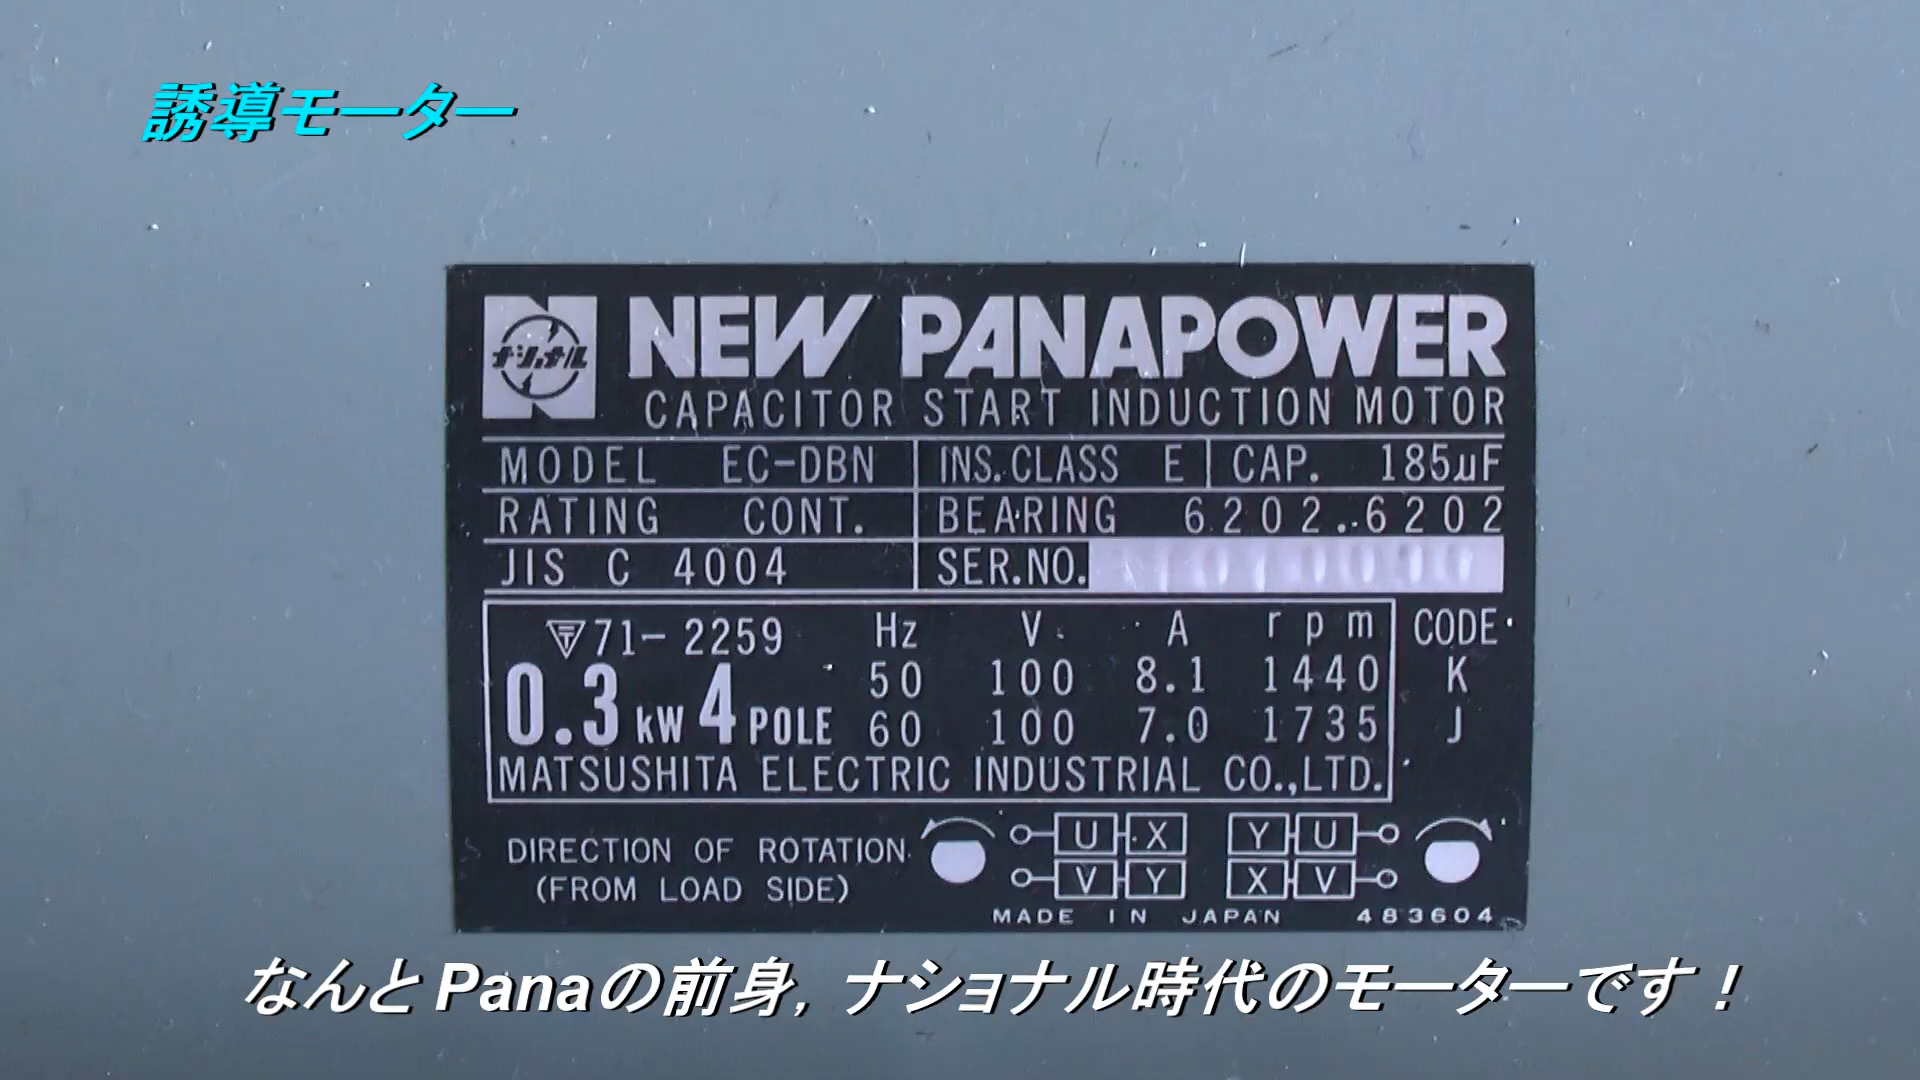 誘導モーター
ナショナル
NEW PANAPOWER
CAPACITOR START INDUCTION MOTOR
MODEL EC-DBN INS.CLASS E CAP. 185μF
RATING CONT. BEARING 6202.6202
JIS C 4004 SER.NO.
71-2259 Hz V A rpm CODE
50 100 8.1 1440 K
0.3 kW 4 POLE 60 100 7.0 1735 J
MATSUSHITA ELECTRIC INDUSTRIAL CO.,LTD.
DIRECTION OF ROTATION U X Y U
(FROM LOAD SIDE) V Y X V
MADE IN JAPAN 483604
なんとPanaの前身, ナショナル時代のモーターです！